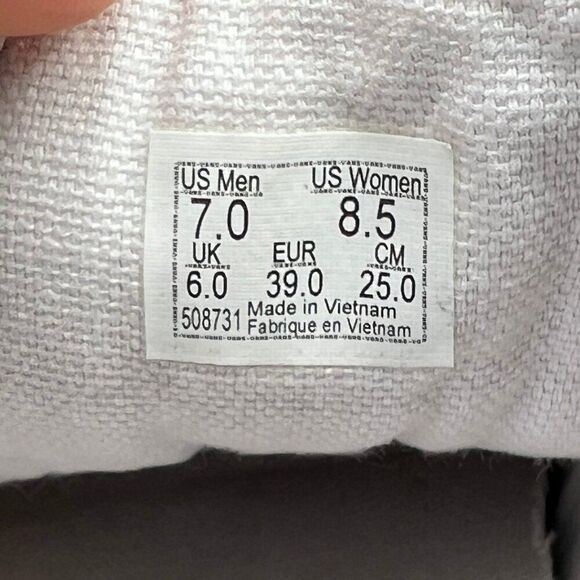 US Men US Women
7.0 8.5
UK EUR CM
6.0 39.0 25.0
508731 Made in Vietnam
Fabrique en Vietnam